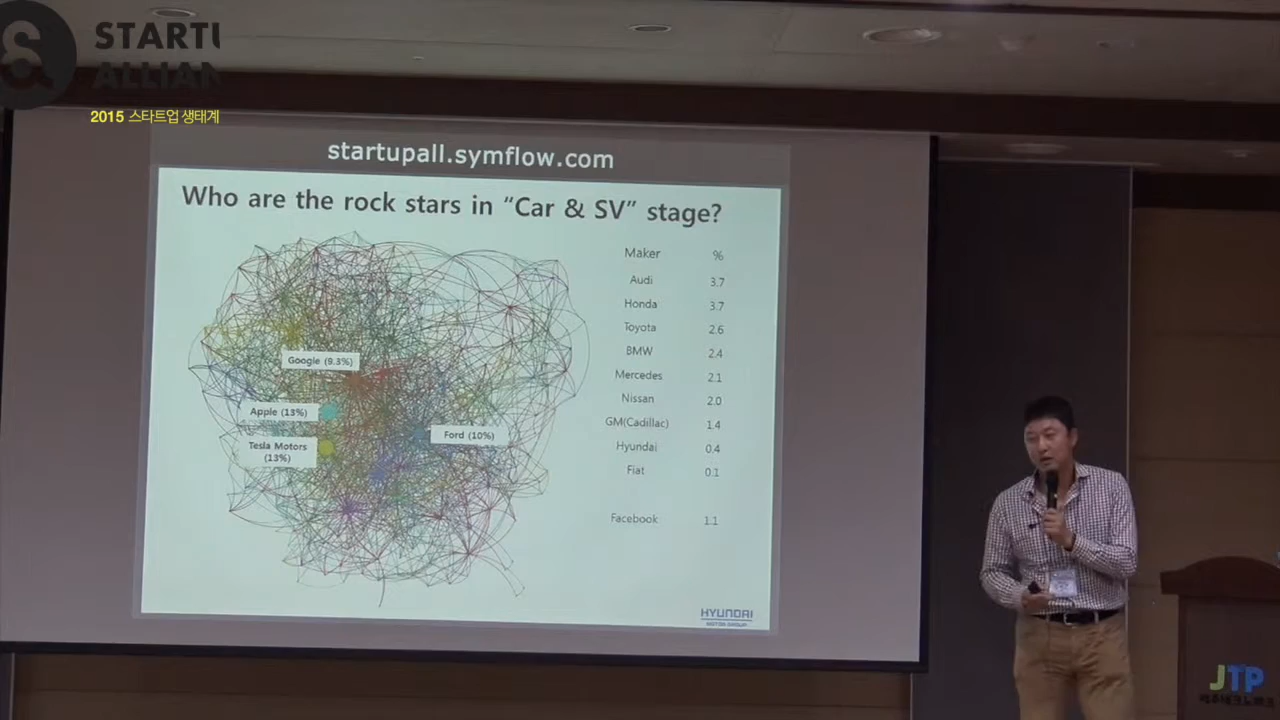 STARTU
ALLIAN
2015 스타트업 생태계
startupall.symflow.com
Who are the rock stars in “Car & SV” stage?
Google (9.3%)
Apple (13%)
Tesla Motors
(13%)
Ford (10%)
Maker %
Audi 3.7
Honda 3.7
Toyota 2.6
BMW 2.4
Mercedes 2.1
Nissan 2.0
GM(Cadillac) 1.4
Hyundai 0.4
Fiat 0.1
Facebook 1.1
HYUNDAI
MOTOR GROUP
JTP